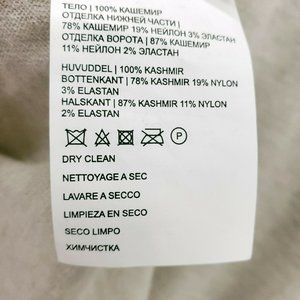 ТЕЛО | 100% КАШЕМИР
ОТДЕЛКА НИЖНЕЙ ЧАСТИ |
78% КАШЕМИР 19% НЕЙЛОН 3% ЭЛАСТАН
ОТДЕЛКА ВОРОТА | 87% КАШЕМИР
11% НЕЙЛОН 2% ЭЛАСТАН
HUVUDDEL | 100% KASHMIR
BOTTENKANT | 78% KASHMIR 19% NYLON
3% ELASTAN
HALSKANT | 87% KASHMIR 11% NYLON
2% ELASTAN
P
DRY CLEAN
NETTOYAGE A SEC
LAVARE A SECCO
LIMPIEZA EN SECO
SECO LIMPO
ХИМЧИСТКА